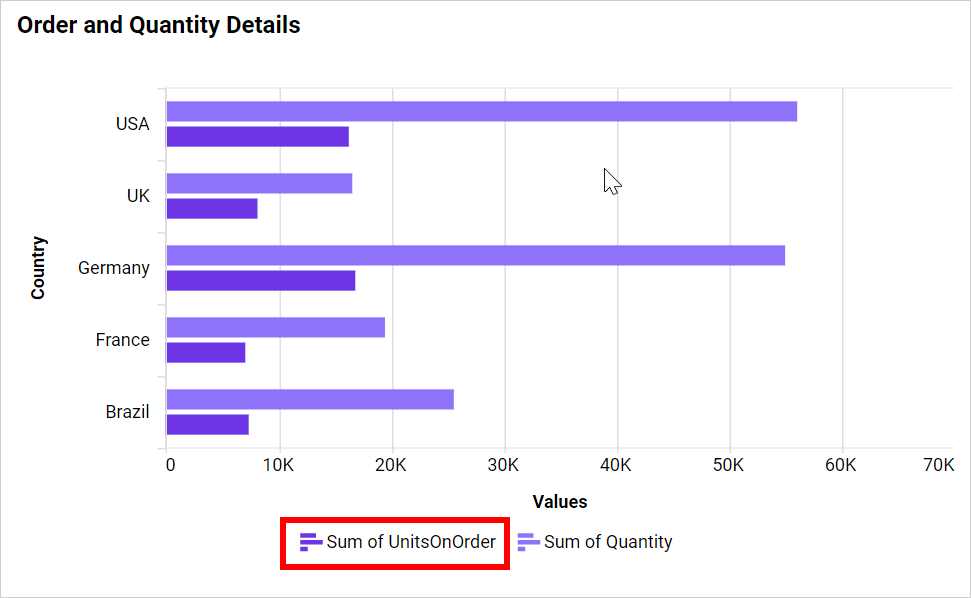 Order and Quantity Details
USA
UK
Germany
France
Brazil
Country
0 10K 20K 30K 40K 50K 60K 70K
Values
Sum of UnitsOnOrder Sum of Quantity